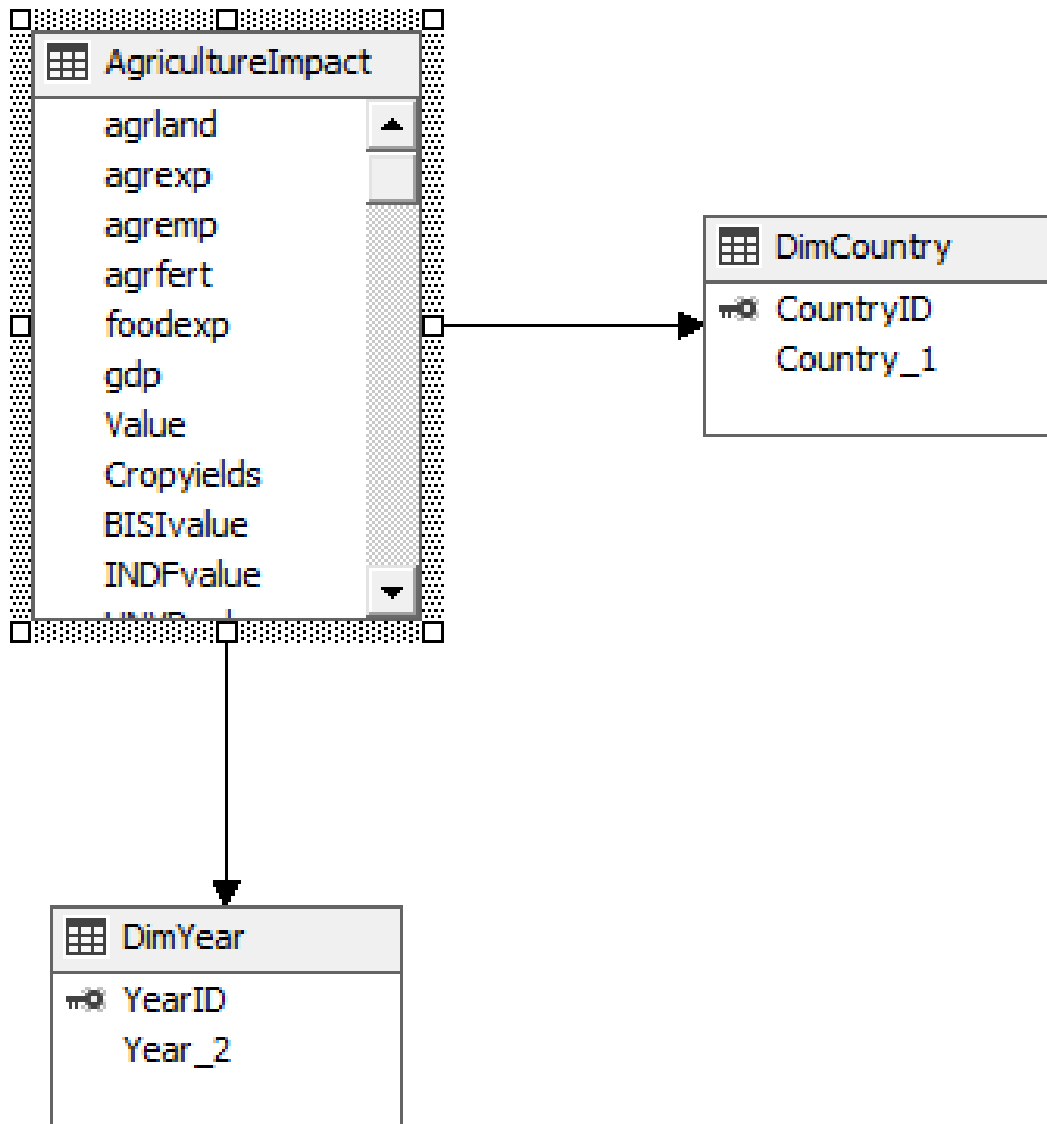 AgricultureImpact
agrland
agrexp
agremp
agrfert
foodexp
gdp
Value
Cropyields
BISIvalue
INDFvalue
DimCountry
CountryID
Country_1
DimYear
YearID
Year_2